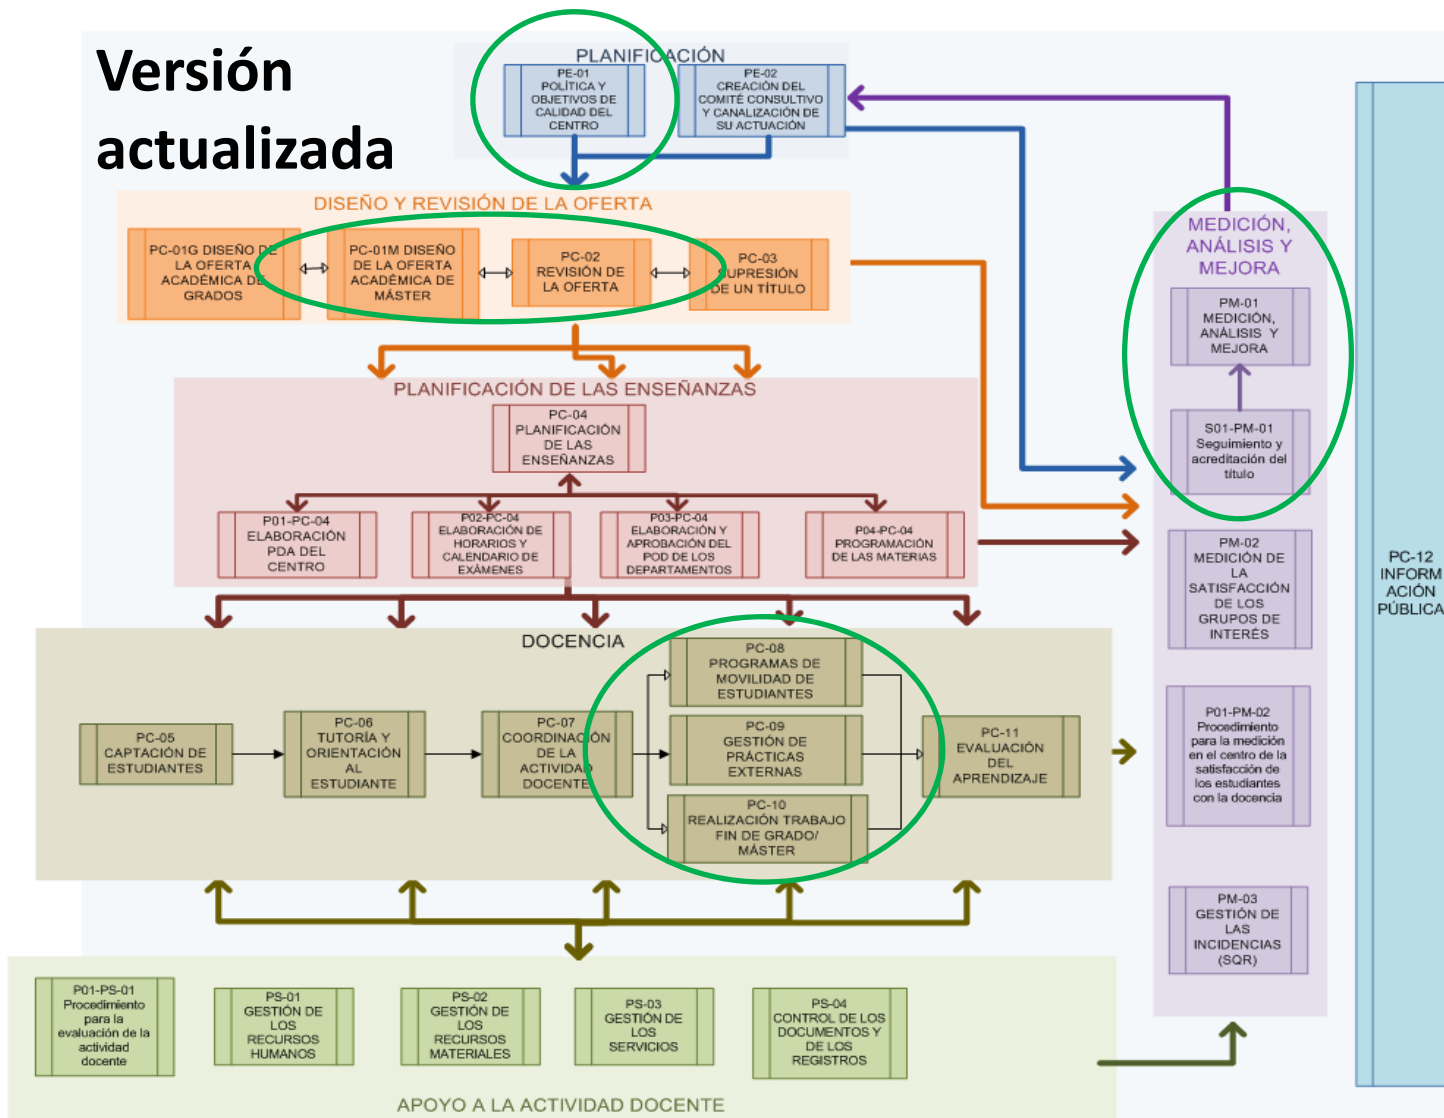 Versión
actualizada
PLANIFICACIÓN
PE-01
POLÍTICA Y
OBJETIVOS DE
CALIDAD DEL
CENTRO
PE-02
CREACIÓN DEL
COMITÉ CONSULTIVO
Y CANALIZACIÓN DE
SU ACTUACIÓN
DISEÑO Y REVISIÓN DE LA OFERTA
PC-01G DISEÑO DE
LA OFERTA
ACADÉMICA DE
GRADOS
PC-01M DISEÑO
DE LA OFERTA
ACADÉMICA DE
MÁSTER
PC-02
REVISIÓN DE
LA OFERTA
PC-03
SUPRESIÓN
DE UN TÍTULO
PLANIFICACIÓN DE LAS ENSEÑANZAS
PC-04
PLANIFICACIÓN
DE LAS
ENSEÑANZAS
P01-PC-04
ELABORACIÓN
PDA DEL
CENTRO
P02-PC-04
ELABORACIÓN DE
HORARIOS Y
CALENDARIO DE
EXÁMENES
P03-PC-04
ELABORACIÓN Y
APROBACIÓN DEL
POD DE LOS
DEPARTAMENTOS
P04-PC-04
PROGRAMACIÓN
DE LAS MATERIAS
DOCENCIA
PC-05
CAPTACIÓN DE
ESTUDIANTES
PC-06
TUTORÍA Y
ORIENTACIÓN
AL
ESTUDIANTE
PC-07
COORDINACIÓN
DE LA
ACTIVIDAD
DOCENTE
PC-08
PROGRAMAS DE
MOVILIDAD DE
ESTUDIANTES
PC-09
GESTIÓN DE
PRÁCTICAS
EXTERNAS
PC-10
REALIZACIÓN TRABAJO
FIN DE GRADO/
MÁSTER
PC-11
EVALUACIÓN
DEL
APRENDIZAJE
P01-PS-01
Procedimiento
para la
evaluación de la
actividad
docente
PS-01
GESTIÓN DE
LOS
RECURSOS
HUMANOS
PS-02
GESTIÓN DE
LOS
RECURSOS
MATERIALES
PS-03
GESTIÓN DE
LOS
SERVICIOS
PS-04
CONTROL DE LOS
DOCUMENTOS Y
DE LOS
REGISTROS
APOYO A LA ACTIVIDAD DOCENTE
MEDICIÓN,
ANÁLISIS Y
MEJORA
PM-01
MEDICIÓN,
ANÁLISIS Y
MEJORA
S01-PM-01
Seguimiento y
acreditación del
título
PM-02
MEDICIÓN DE
LA
SATISFACCIÓN
DE LOS
GRUPOS DE
INTERÉS
P01-PM-02
Procedimiento
para la medición
en el centro de la
satisfacción de
los estudiantes
con la docencia
PM-03
GESTIÓN DE
LAS
INCIDENCIAS
(SQR)
PC-12
INFORM
ACIÓN
PÚBLICA